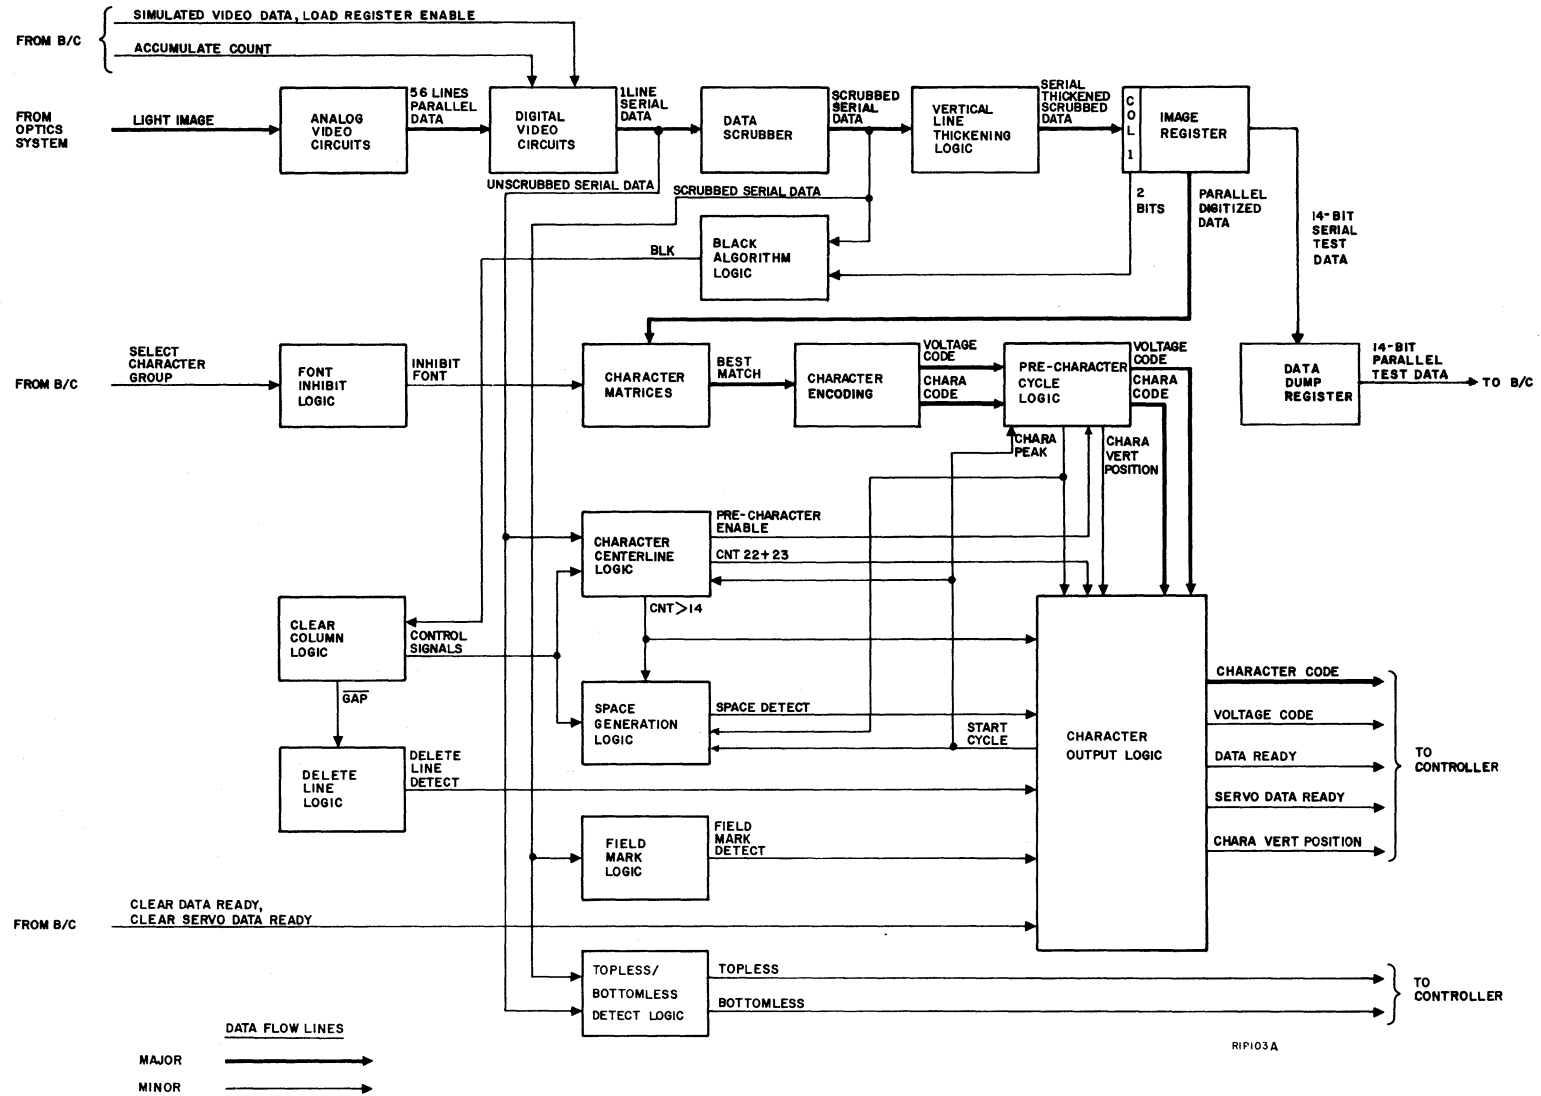 SIMULATED VIDEO DATA, LOAD REGISTER ENABLE
FROM B/C
ACCUMULATE COUNT
FROM
OPTICS
SYSTEM
LIGHT IMAGE
ANALOG
VIDEO
CIRCUITS
56 LINES
PARALLEL
DATA
DIGITAL
VIDEO
CIRCUITS
1 LINE
SERIAL
DATA
DATA
SCRUBBER
SCRUBBED
SERIAL
DATA
VERTICAL
LINE
THICKENING
LOGIC
SERIAL
THICKENED
SCRUBBED
DATA
COL 1
IMAGE
REGISTER
UNSCRUBBED SERIAL DATA
SCRUBBED SERIAL DATA
2
BITS
PARALLEL
DIGITIZED
DATA
14-BIT
SERIAL
TEST
DATA
BLK
BLACK
ALGORITHM
LOGIC
FROM B/C
SELECT
CHARACTER
GROUP
FONT
INHIBIT
LOGIC
INHIBIT
FONT
CHARACTER
MATRICES
BEST
MATCH
CHARACTER
ENCODING
VOLTAGE
CODE
CHARA
CODE
PRE-CHARACTER
CYCLE
LOGIC
VOLTAGE
CODE
CHARA
CODE
DATA
DUMP
REGISTER
14-BIT
PARALLEL
TEST DATA
TO B/C
CHARA
PEAK
CHARA
VERT
POSITION
CHARACTER
CENTERLINE
LOGIC
PRE-CHARACTER
ENABLE
CNT 22+23
CNT>14
CLEAR
COLUMN
LOGIC
CONTROL
SIGNALS
GAP
SPACE
GENERATION
LOGIC
SPACE DETECT
START
CYCLE
CHARACTER
OUTPUT LOGIC
CHARACTER CODE
VOLTAGE CODE
DATA READY
SERVO DATA READY
CHARA VERT POSITION
TO
CONTROLLER
DELETE
LINE
LOGIC
DELETE
LINE
DETECT
FIELD
MARK
LOGIC
FIELD
MARK
DETECT
FROM B/C
CLEAR DATA READY,
CLEAR SERVO DATA READY
TOPLESS/
BOTTOMLESS
DETECT LOGIC
TOPLESS
BOTTOMLESS
TO
CONTROLLER
DATA FLOW LINES
MAJOR
MINOR
RIP103A